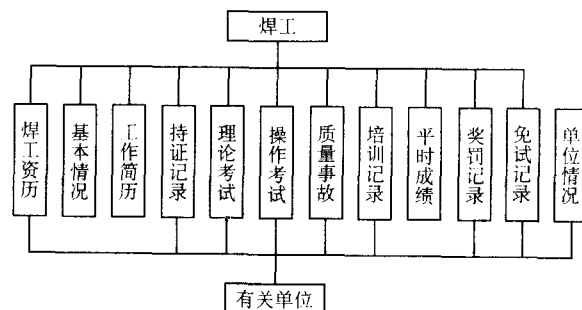 焊工
焊工资历
基本情况
工作简历
持证记录
理论考试
操作考试
质量事故
培训记录
平时成绩
奖罚记录
免试记录
单位情况
有关单位